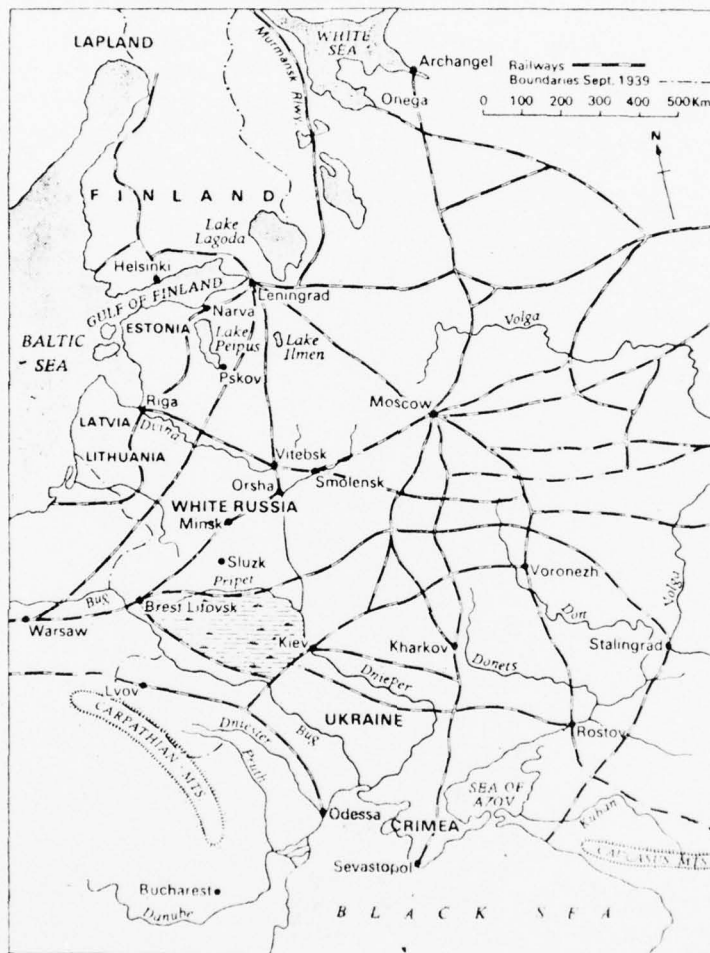 LAPLAND
WHITE
SEA
Archangel
Railways
Boundaries Sept. 1939
0 100 200 300 400 500Km
Murmansk Rlwy.
Onega
N
FINLAND
Lake
Lagoda
Helsinki
GULF OF FINLAND
Leningrad
Narva
ESTONIA
Lake
Peipus
Lake
Ilmen
BALTIC
SEA
Volga
Pskov
Riga
Moscow
LATVIA
Dvina
LITHUANIA
Vitebsk
Orsha
Smolensk
WHITE RUSSIA
Minsk
Sluzk
Pripet
Voronezh
Volga
Bug
Brest Litovsk
Don
Warsaw
Kiev
Kharkov
Stalingrad
Donets
Dnieper
Lvov
CARPATHIAN MTS
Dniester
Bug
UKRAINE
Rostov
Pruth
SEA OF
AZOV
Odessa
CRIMEA
Kuban
CAUCASUS MTS
Sevastopol
Bucharest
Danube
BLACK SEA